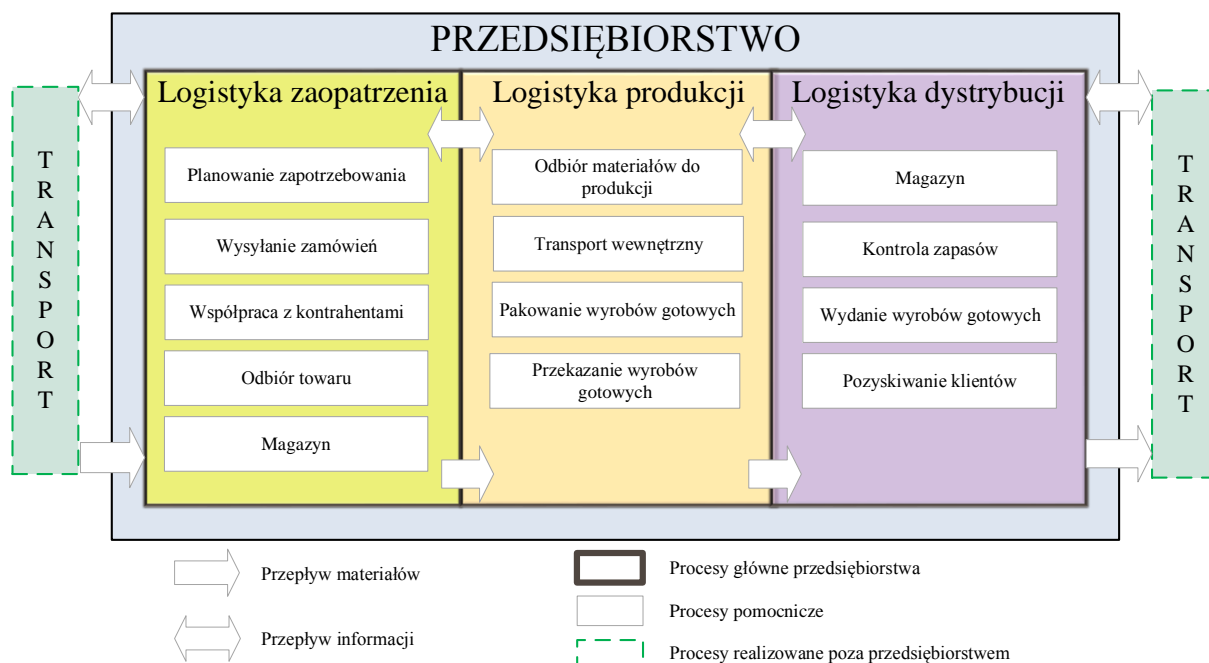 PRZEDSIĘBIORSTWO
TRANSPORT
Logistyka zaopatrzenia
Planowanie zapotrzebowania
Wysyłanie zamówień
Współpraca z kontrahentami
Odbiór towaru
Magazyn
Logistyka produkcji
Odbiór materiałów do
produkcji
Transport wewnętrzny
Pakowanie wyrobów gotowych
Przekazanie wyrobów
gotowych
Logistyka dystrybucji
Magazyn
Kontrola zapasów
Wydanie wyrobów gotowych
Pozyskiwanie klientów
TRANSPORT
Przepływ materiałów
Przepływ informacji
Procesy główne przedsiębiorstwa
Procesy pomocnicze
Procesy realizowane poza przedsiębiorstwem